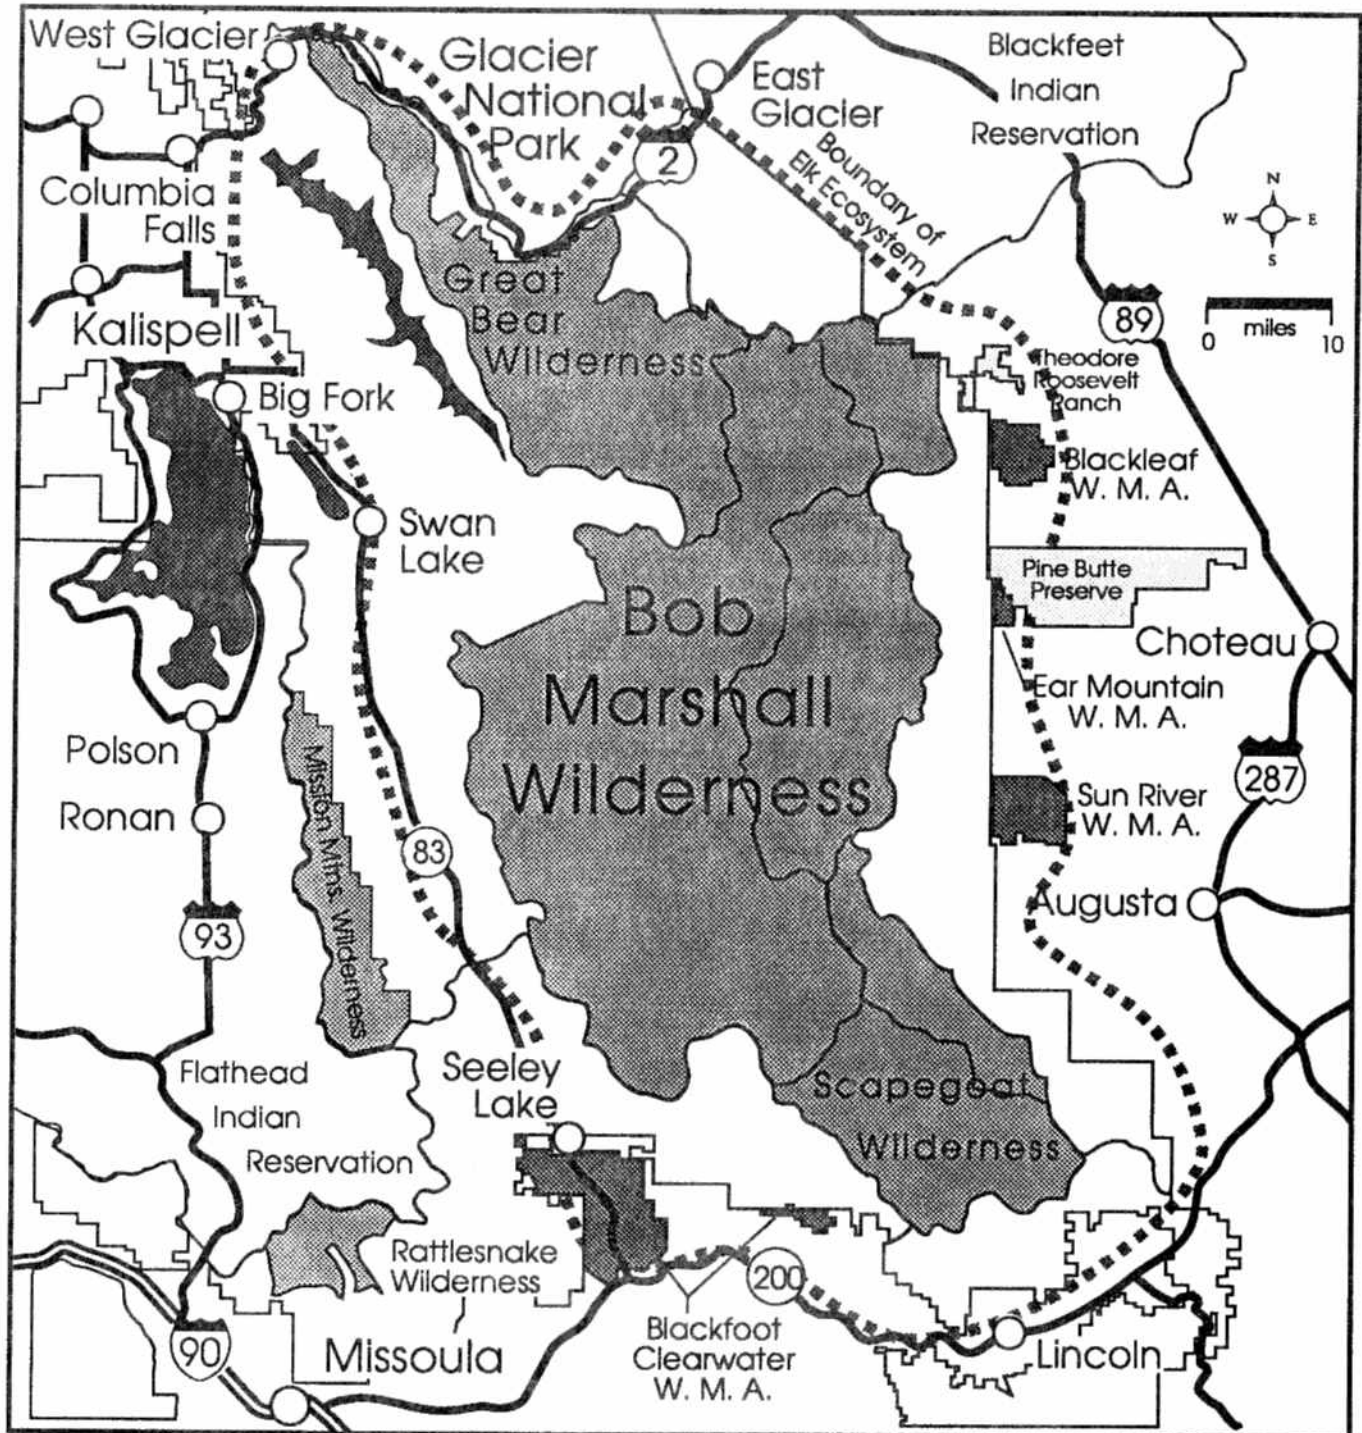 West Glacier
Glacier
National
Park
East
Glacier
Blackfeet
Indian
Reservation
2
Boundary of
Elk Ecosystem
N
W E
S
Columbia
Falls
Great
Bear
Wilderness
89
miles
0 10
Kalispell
Theodore
Roosevelt
Ranch
Big Fork
Blackleaf
W. M. A.
Swan
Lake
Pine Butte
Preserve
Bob
Marshall
Wilderness
Choteau
Ear Mountain
W. M. A.
Polson
Ronan
Mission Mtns. Wilderness
287
Sun River
W. M. A.
83
Augusta
93
Flathead
Indian
Reservation
Seeley
Lake
Scapegoat
Wilderness
Rattlesnake
Wilderness
200
90
Missoula
Blackfoot
Clearwater
W. M. A.
Lincoln